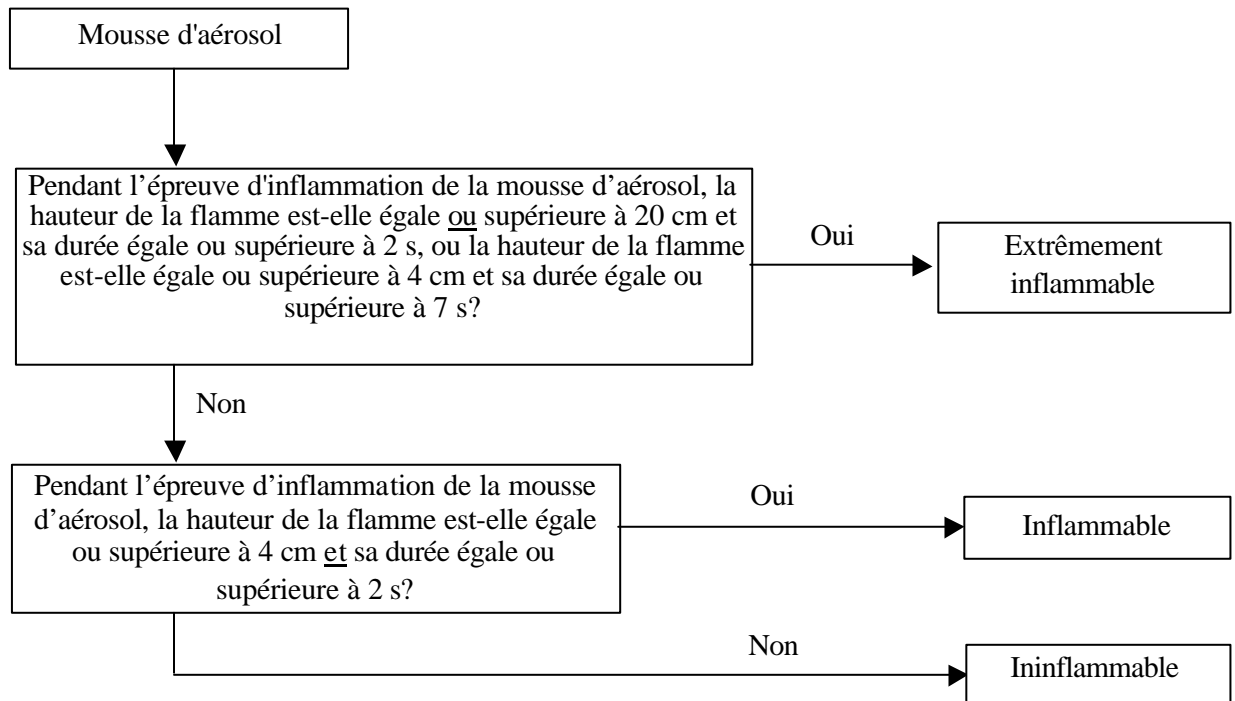 Mousse d'aérosol
Pendant l’épreuve d'inflammation de la mousse d’aérosol, la
hauteur de la flamme est-elle égale ou supérieure à 20 cm et
sa durée égale ou supérieure à 2 s, ou la hauteur de la flamme
est-elle égale ou supérieure à 4 cm et sa durée égale ou
supérieure à 7 s?
Oui
Extrêmement
inflammable
Non
Pendant l’épreuve d’inflammation de la mousse
d’aérosol, la hauteur de la flamme est-elle égale
ou supérieure à 4 cm et sa durée égale ou
supérieure à 2 s?
Oui
Inflammable
Non
Ininflammable